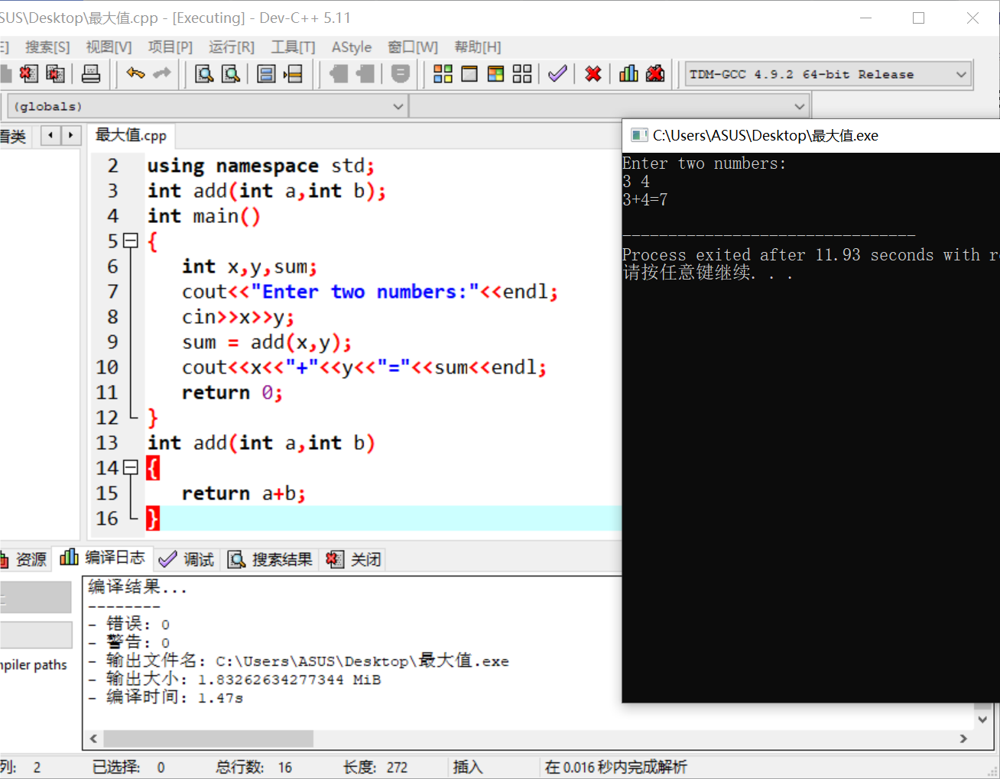 SUS\Desktop\最大值.cpp - [Executing] - Dev-C++ 5.11
E] 搜索[S] 视图[V] 项目[P] 运行[R] 工具[T] AStyle 窗口[W] 帮助[H]
TDM-GCC 4.9.2 64-bit Release
(globals)
看类 最大值.cpp
2 using namespace std;
3 int add(int a,int b);
4 int main()
5 {
6 int x,y,sum;
7 cout<<"Enter two numbers:"<<endl;
8 cin>>x>>y;
9 sum = add(x,y);
10 cout<<x<<"+"<<y<<"="<<sum<<endl;
11 return 0;
12 }
13 int add(int a,int b)
14 {
15 return a+b;
16 }
C:\Users\ASUS\Desktop\最大值.exe
Enter two numbers:
3 4
3+4=7
--------------------------------
Process exited after 11.93 seconds with r
请按任意键继续. . .
资源 编译日志 调试 搜索结果 关闭
mpiler paths
编译结果...
--------
- 错误: 0
- 警告: 0
- 输出文件名: C:\Users\ASUS\Desktop\最大值.exe
- 输出大小: 1.83262634277344 MiB
- 编译时间: 1.47s
列: 2 已选择: 0 总行数: 16 长度: 272 插入 在 0.016 秒内完成解析